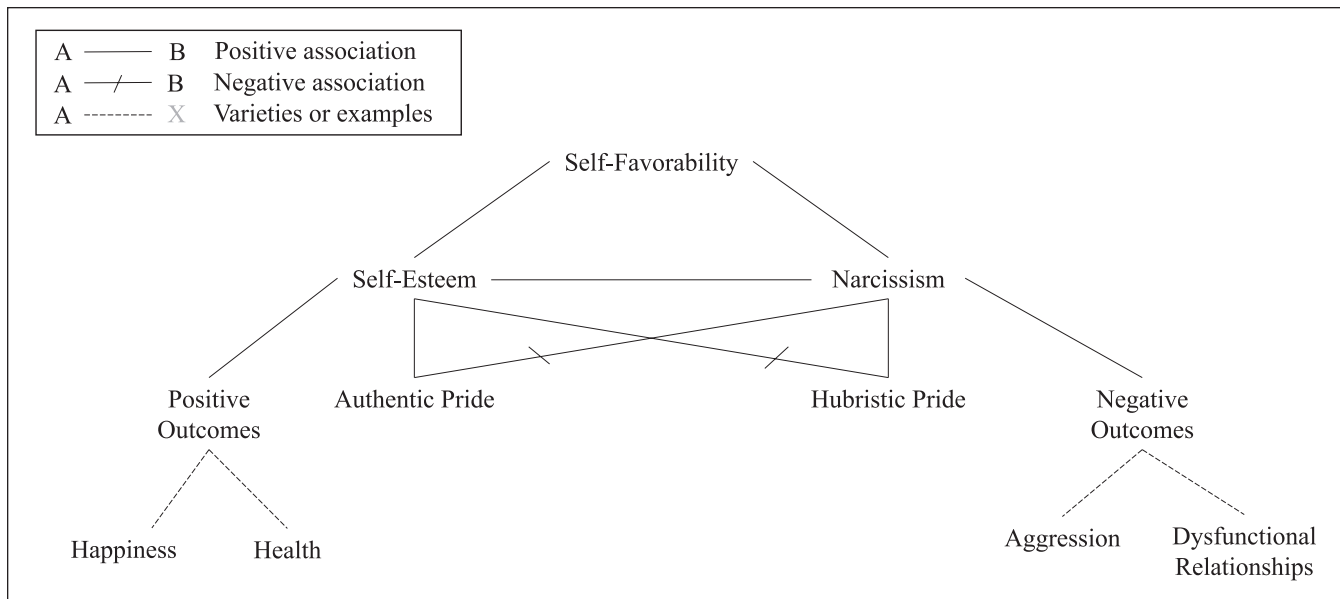 A B Positive association
A B Negative association
A X Varieties or examples
Self-Favorability
Self-Esteem
Narcissism
Positive
Outcomes
Authentic Pride
Hubristic Pride
Negative
Outcomes
Happiness
Health
Aggression
Dysfunctional
Relationships